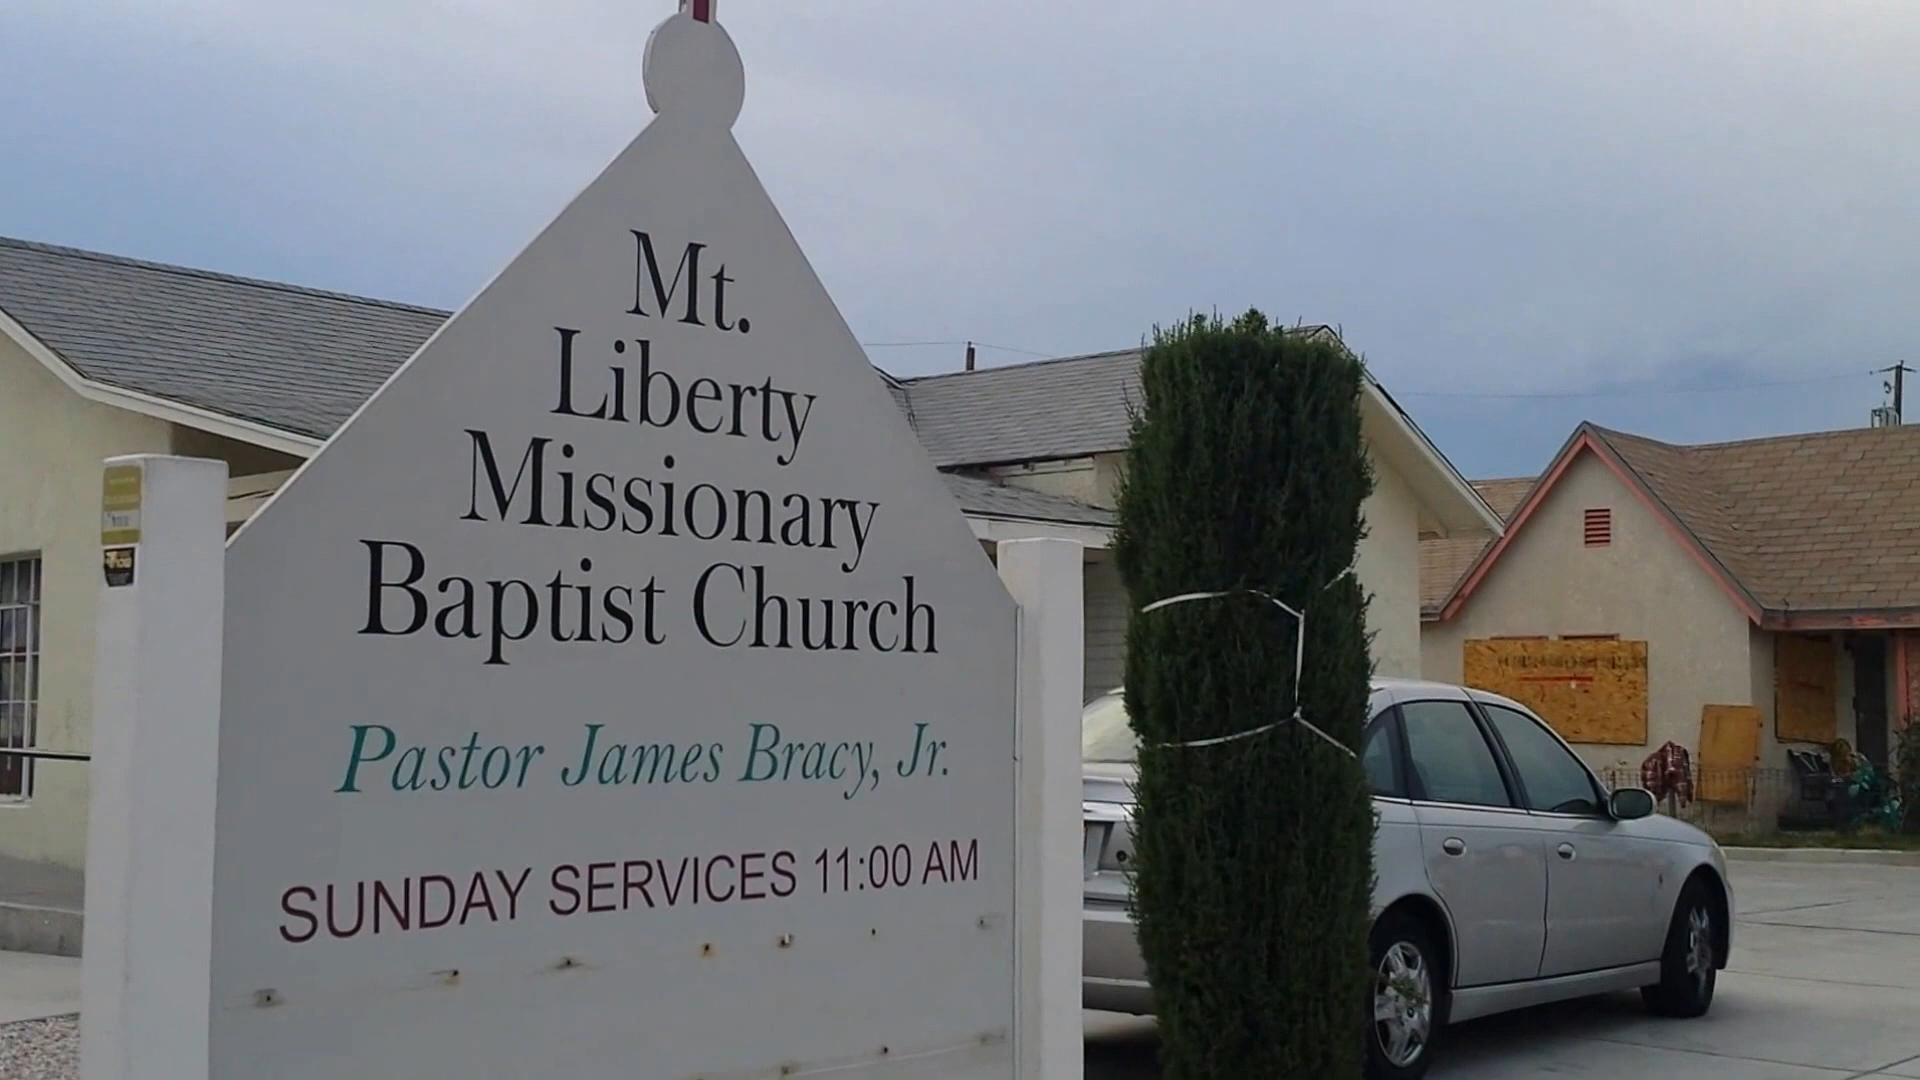 Mt.
Liberty
Missionary
Baptist Church
Pastor James Bracy, Jr.
SUNDAY SERVICES 11:00 AM